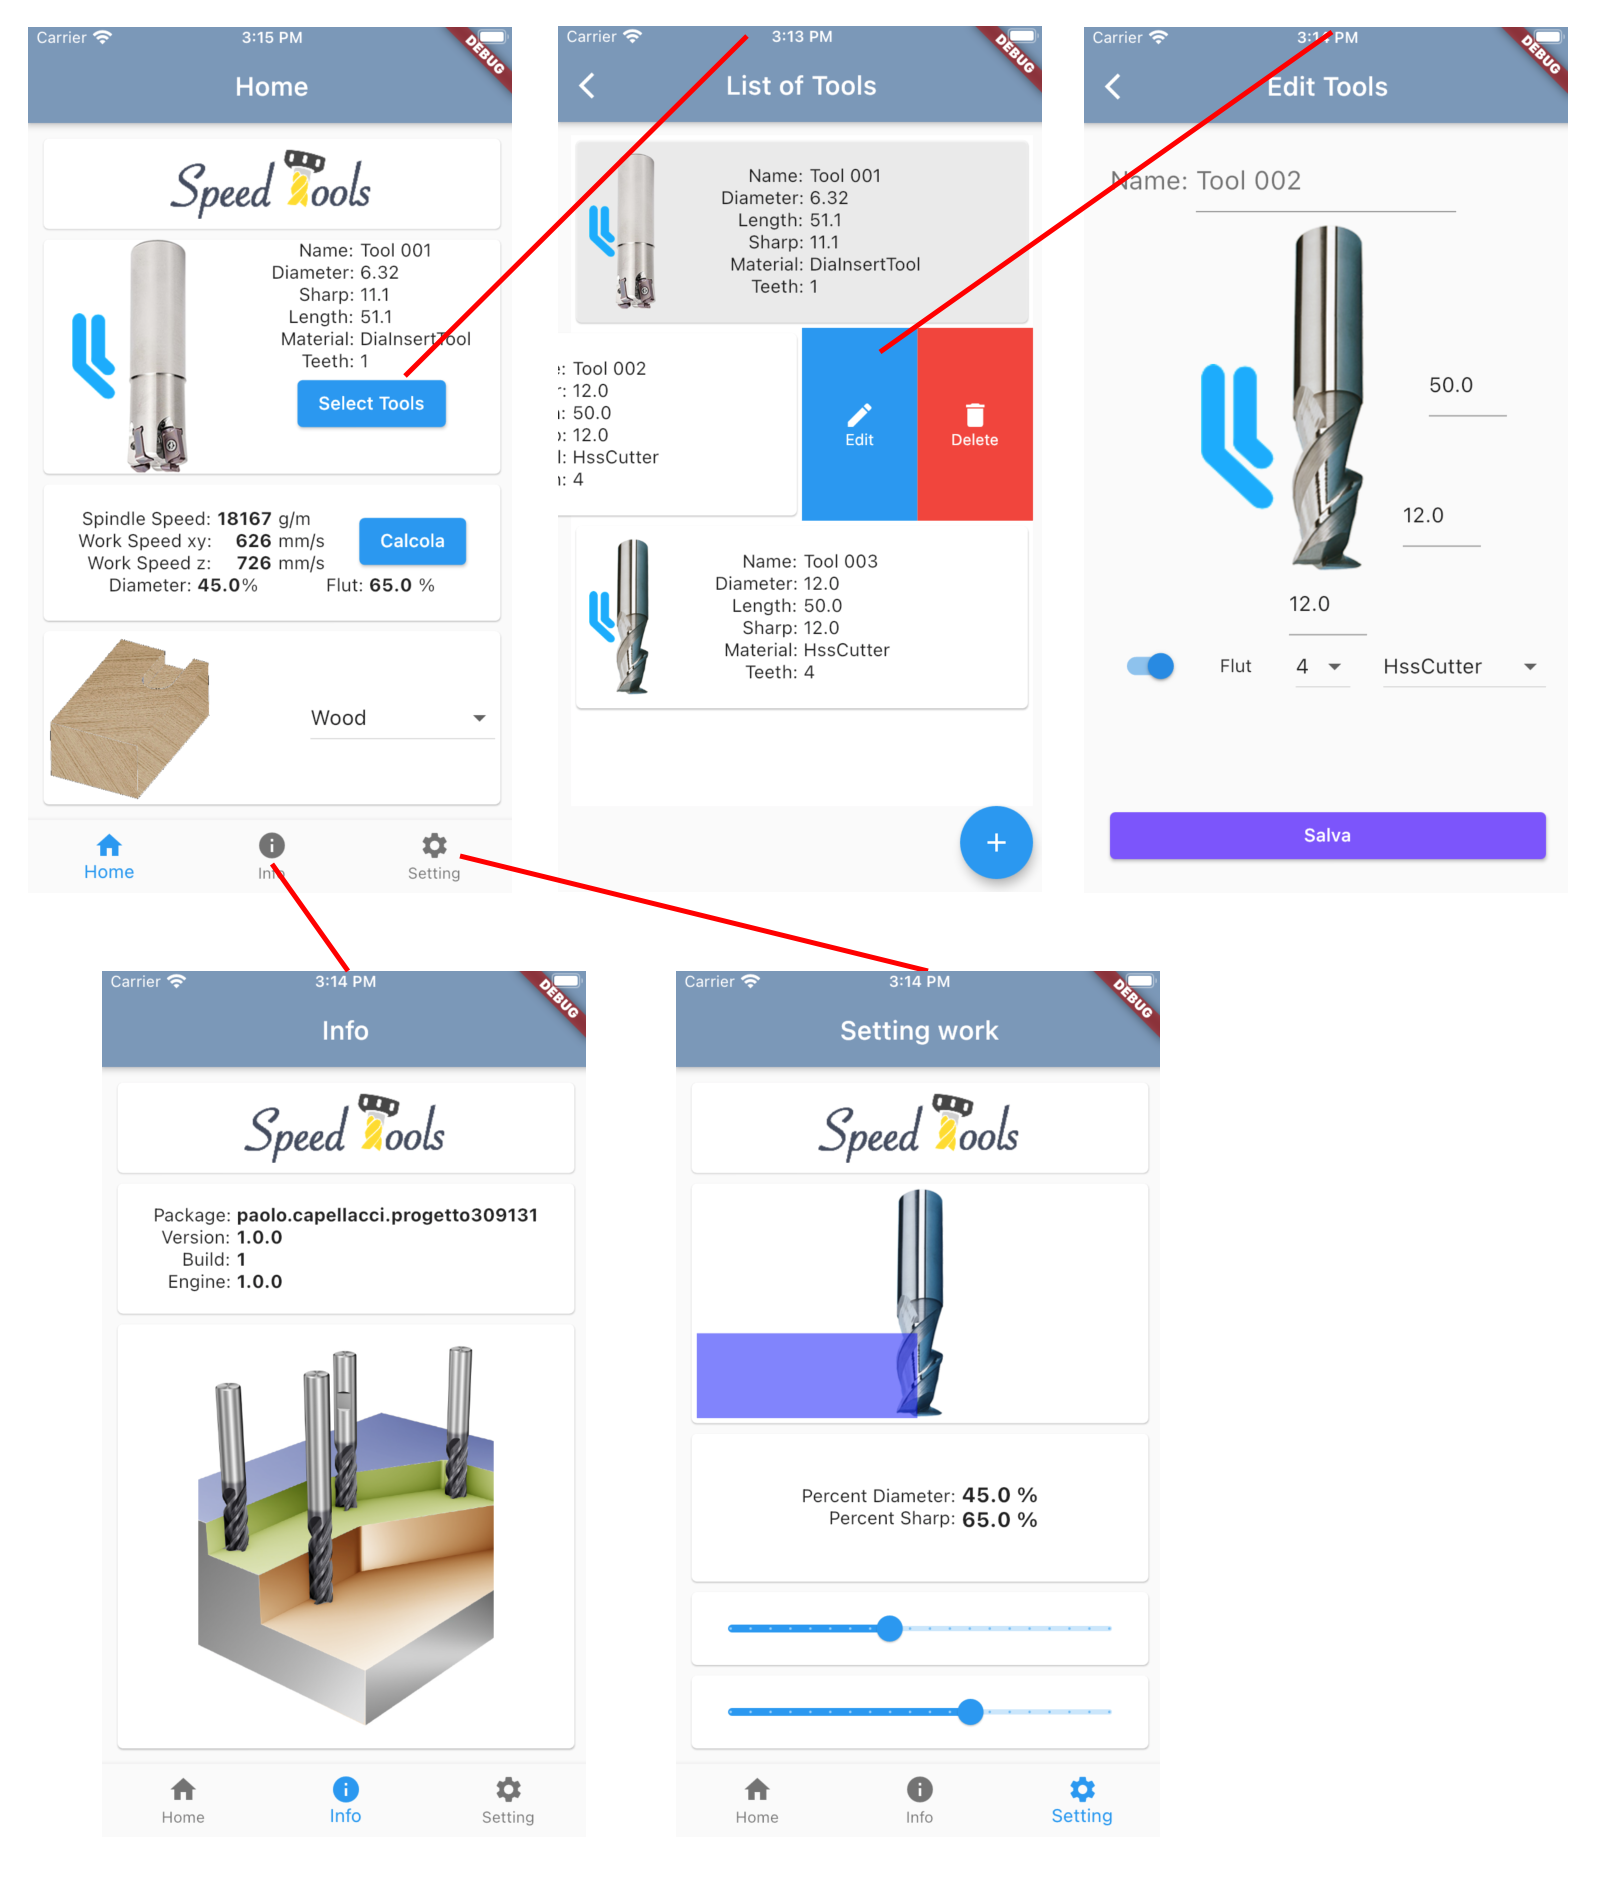 Carrier 3:15 PM
DEBUG
Home
Speed Tools
Name: Tool 001
Diameter: 6.32
Sharp: 11.1
Length: 51.1
Material: DiaInsertTool
Teeth: 1
Select Tools
Spindle Speed: 18167 g/m
Work Speed xy: 626 mm/s
Work Speed z: 726 mm/s
Calcola
Diameter: 45.0% Flut: 65.0 %
Wood
Home Info Setting
Carrier 3:13 PM
DEBUG
List of Tools
Name: Tool 001
Diameter: 6.32
Length: 51.1
Sharp: 11.1
Material: DiaInsertTool
Teeth: 1
: Tool 002
r: 12.0
: 50.0
: 12.0
l: HssCutter
: 4
Edit Delete
Name: Tool 003
Diameter: 12.0
Length: 50.0
Sharp: 12.0
Material: HssCutter
Teeth: 4
+
Carrier 3:14 PM
DEBUG
Edit Tools
Name: Tool 002
50.0
12.0
12.0
Flut 4 HssCutter
Salva
Carrier 3:14 PM
DEBUG
Info
Speed Tools
Package: paolo.capellacci.progetto309131
Version: 1.0.0
Build: 1
Engine: 1.0.0
Home Info Setting
Carrier 3:14 PM
DEBUG
Setting work
Speed Tools
Percent Diameter: 45.0 %
Percent Sharp: 65.0 %
Home Info Setting